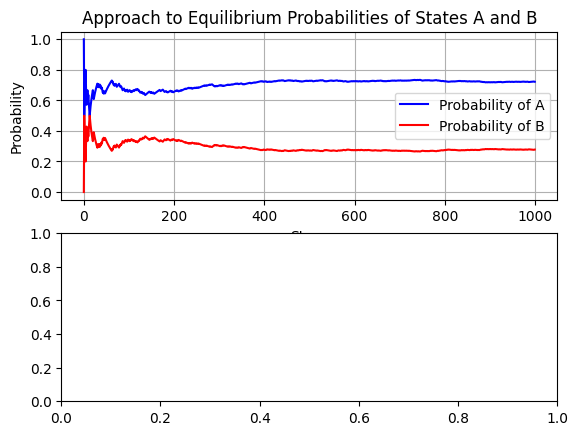 Approach to Equilibrium Probabilities of States A and B
1.0
0.8
0.6
0.4
0.2
0.0
Probability
Probability of A
Probability of B
0 200 400 600 800 1000
1.0
0.8
0.6
0.4
0.2
0.0
0.0 0.2 0.4 0.6 0.8 1.0